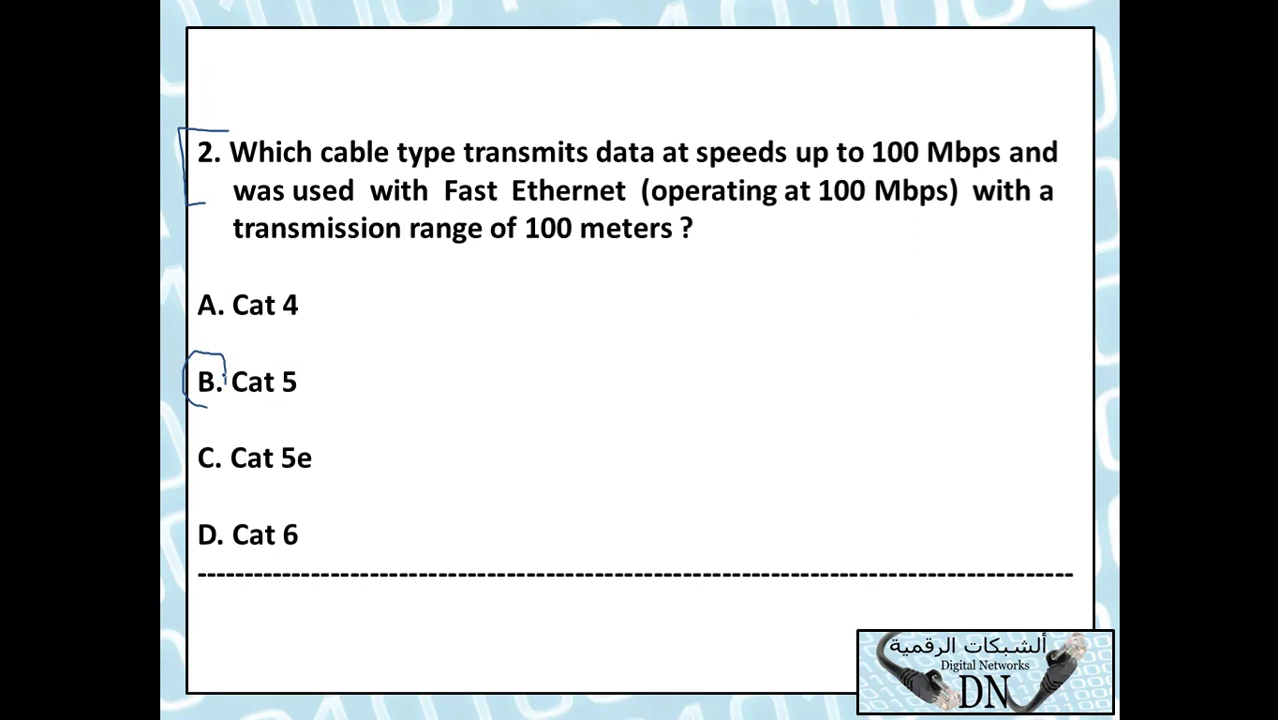 2. Which cable type transmits data at speeds up to 100 Mbps and
was used with Fast Ethernet (operating at 100 Mbps) with a
transmission range of 100 meters ?
A. Cat 4
B. Cat 5
C. Cat 5e
D. Cat 6
--------------------------------------------------------------------------------------------
ألشبكات الرقمية
Digital Networks
DN